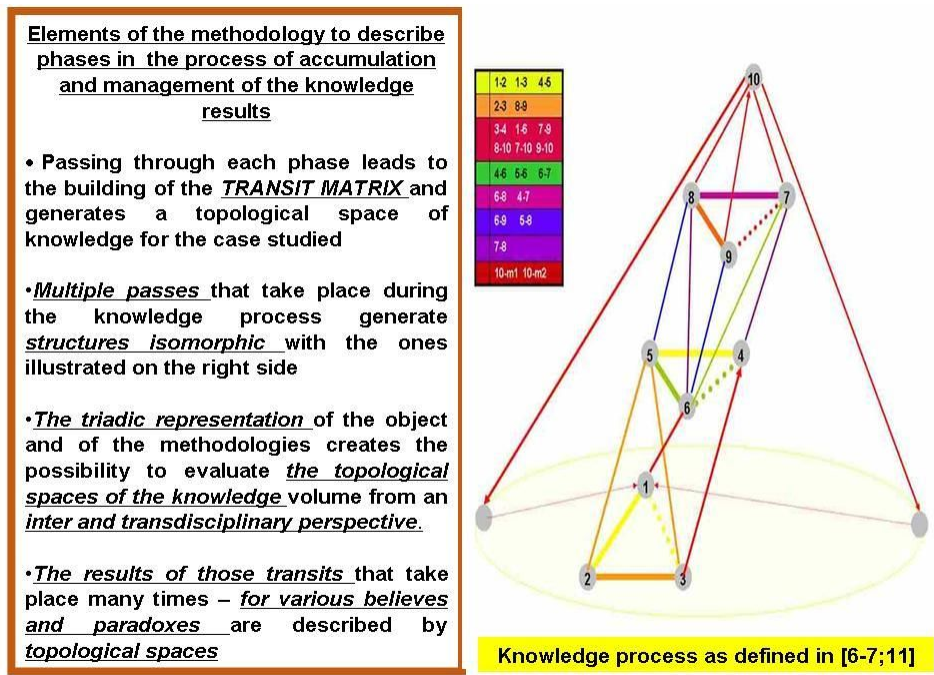 Elements of the methodology to describe
phases in the process of accumulation
and management of the knowledge
results
• Passing through each phase leads to
the building of the TRANSIT MATRIX and
generates a topological space of
knowledge for the case studied
•Multiple passes that take place during
the knowledge process generate
structures isomorphic with the ones
illustrated on the right side
•The triadic representation of the object
and of the methodologies creates the
possibility to evaluate the topological
spaces of the knowledge volume from an
inter and transdisciplinary perspective.
•The results of those transits that take
place many times – for various believes
and paradoxes are described by
topological spaces
1-2 1-3 4-5
2-3 8-9
3-4 1-6 7-9
8-10 7-10 9-10
4-6 5-6 6-7
6-8 4-7
6-9 5-8
7-8
10-m1 10-m2
10
8
7
9
5
4
6
1
2
3
Knowledge process as defined in [6-7;11]